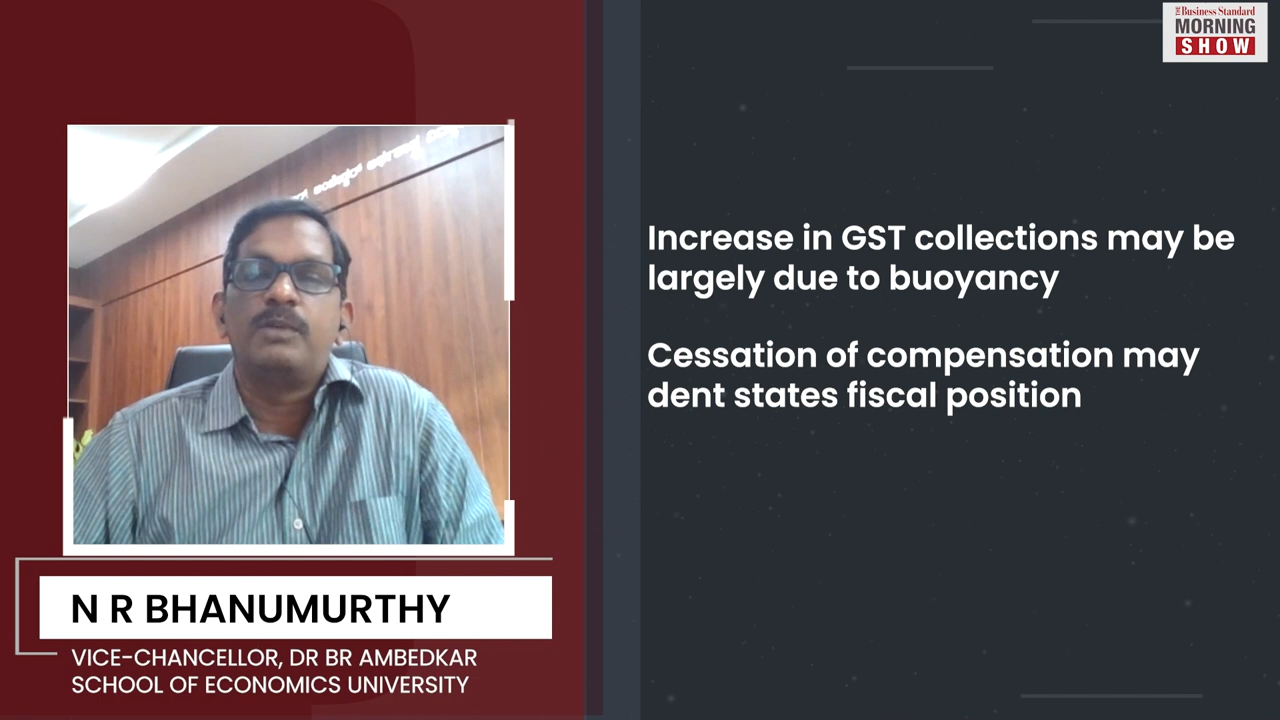 THE Business Standard
MORNING
SHOW
Increase in GST collections may be
largely due to buoyancy
Cessation of compensation may
dent states fiscal position
N R BHANUMURTHY
VICE-CHANCELLOR, DR BR AMBEDKAR
SCHOOL OF ECONOMICS UNIVERSITY